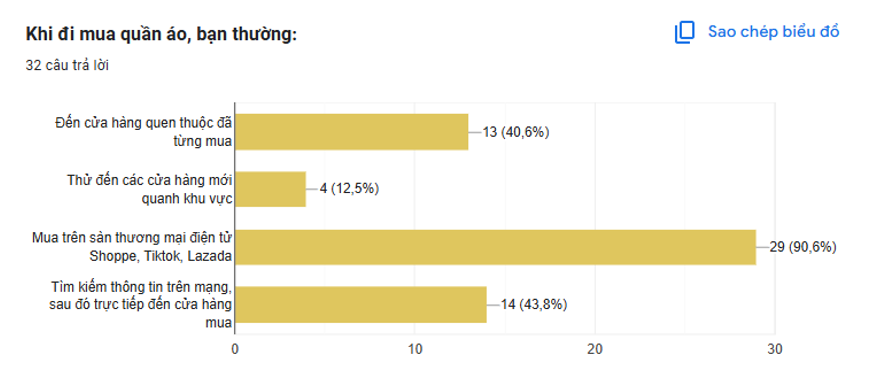 Khi đi mua quần áo, bạn thường:
Sao chép biểu đồ
32 câu trả lời
Đến cửa hàng quen thuộc đã
từng mua
13 (40,6%)
Thử đến các cửa hàng mới
quanh khu vực
4 (12,5%)
Mua trên sàn thương mại điện tử
Shoppe, Tiktok, Lazada
29 (90,6%)
Tìm kiếm thông tin trên mạng,
sau đó trực tiếp đến cửa hàng
mua
14 (43,8%)
0
10
20
30